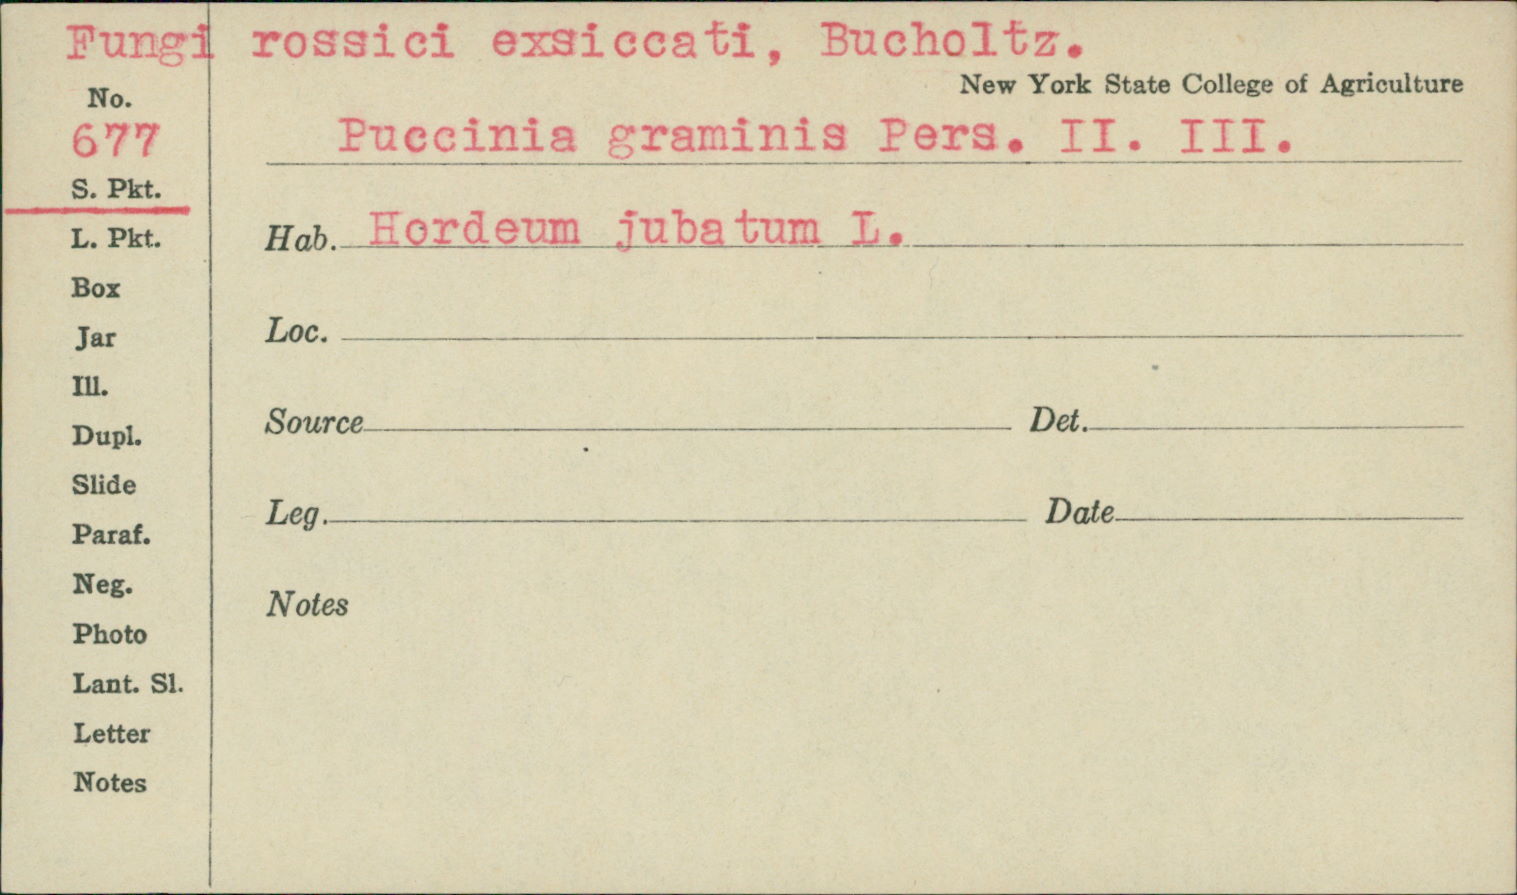 Fungi rossici exsiccati, Bucholtz.
New York State College of Agriculture
No.
677
Puccinia graminis Pers. II. III.
S. Pkt.
Hab. Hordeum jubatum L.
L. Pkt.
Box
Loc.
Jar
Ill.
Source Det.
Dupl.
Slide
Leg. Date
Paraf.
Neg.
Notes
Photo
Lant. Sl.
Letter
Notes